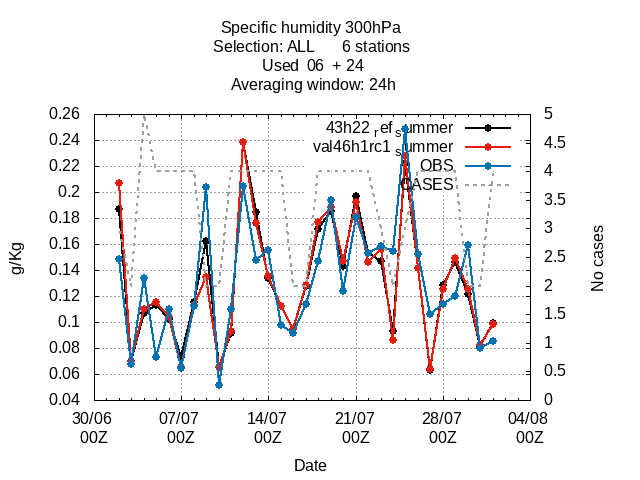 Specific humidity 300hPa
Selection: ALL 6 stations
Used 06 + 24
Averaging window: 24h
43h22ref summer
val46h1rc1 summer
OBS
CASES
0.26
0.24
0.22
0.2
0.18
0.16
0.14
0.12
0.1
0.08
0.06
0.04
g/Kg
5
4.5
4
3.5
3
2.5
2
1.5
1
0.5
0
No cases
30/06 07/07 14/07 21/07 28/07 04/08
00Z 00Z 00Z 00Z 00Z 00Z
Date